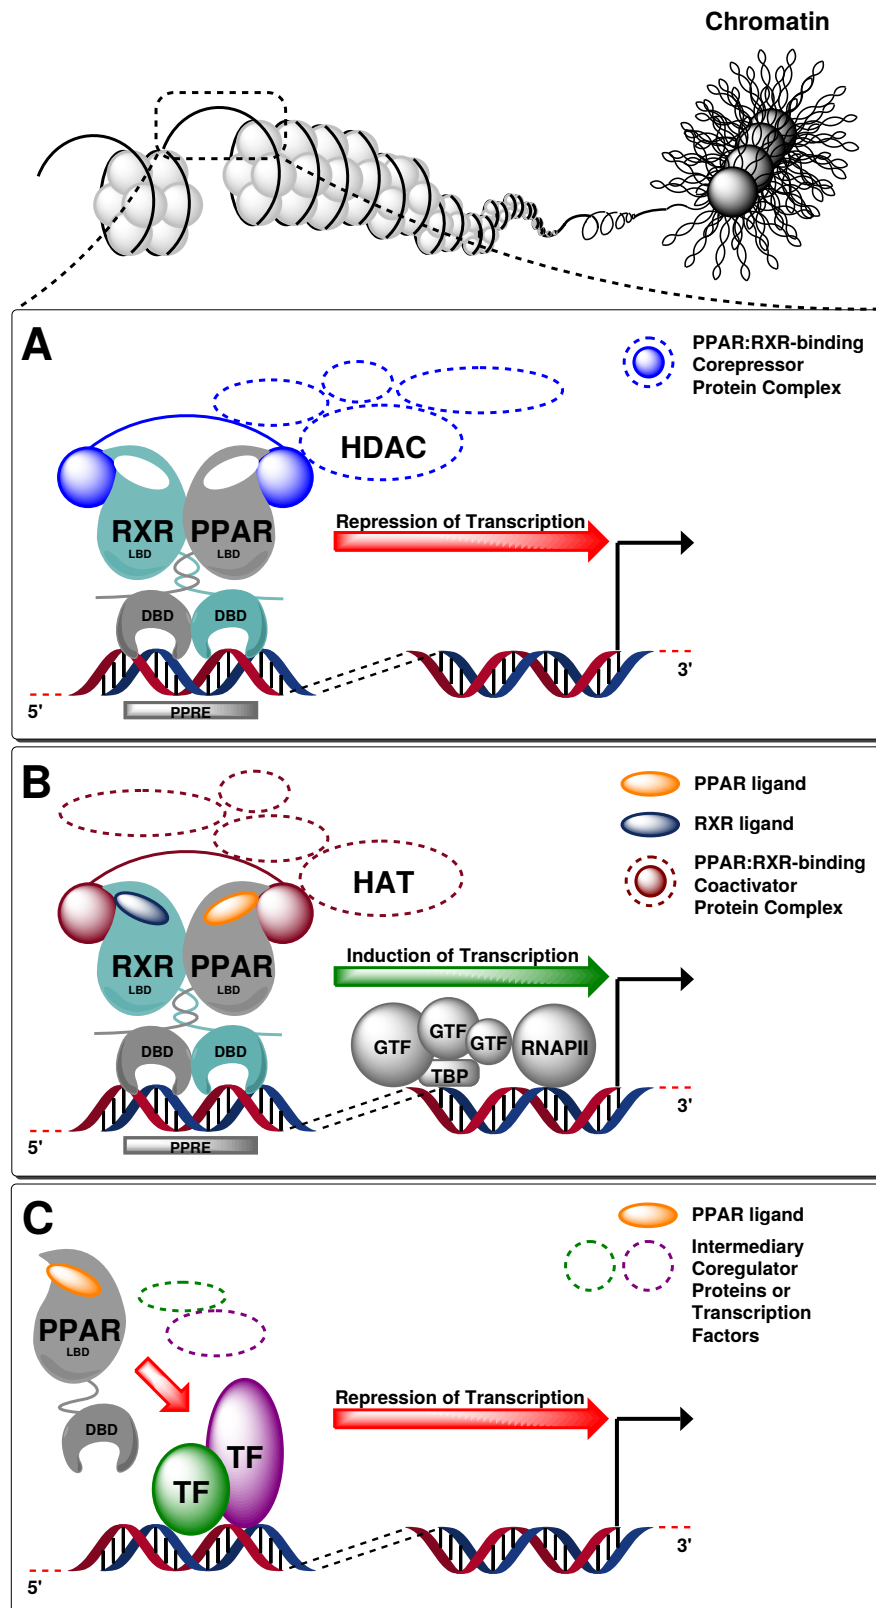 Chromatin
A
PPAR:RXR-binding
Corepressor
Protein Complex
HDAC
RXR
LBD
PPAR
LBD
Repression of Transcription
DBD
DBD
5'
3'
PPRE
B
PPAR ligand
RXR ligand
PPAR:RXR-binding
Coactivator
Protein Complex
HAT
RXR
LBD
PPAR
LBD
Induction of Transcription
GTF
GTF
GTF
RNAPII
TBP
DBD
DBD
5'
3'
PPRE
C
PPAR ligand
Intermediary
Coregulator
Proteins or
Transcription
Factors
PPAR
LBD
DBD
Repression of Transcription
TF
TF
5'
3'